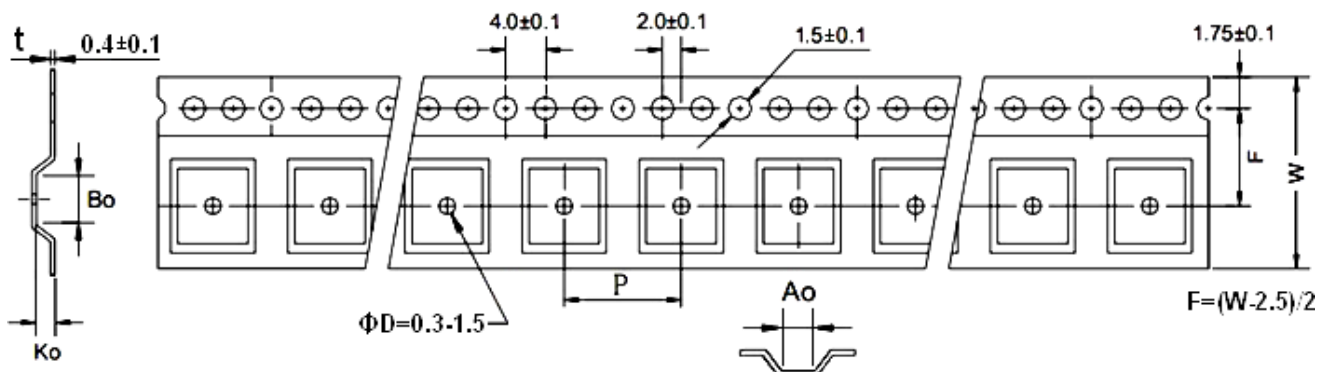 t
0.4±0.1
4.0±0.1
2.0±0.1
1.5±0.1
1.75±0.1
Bo
F
W
P
Ao
ΦD=0.3-1.5
F=(W-2.5)/2
Ko